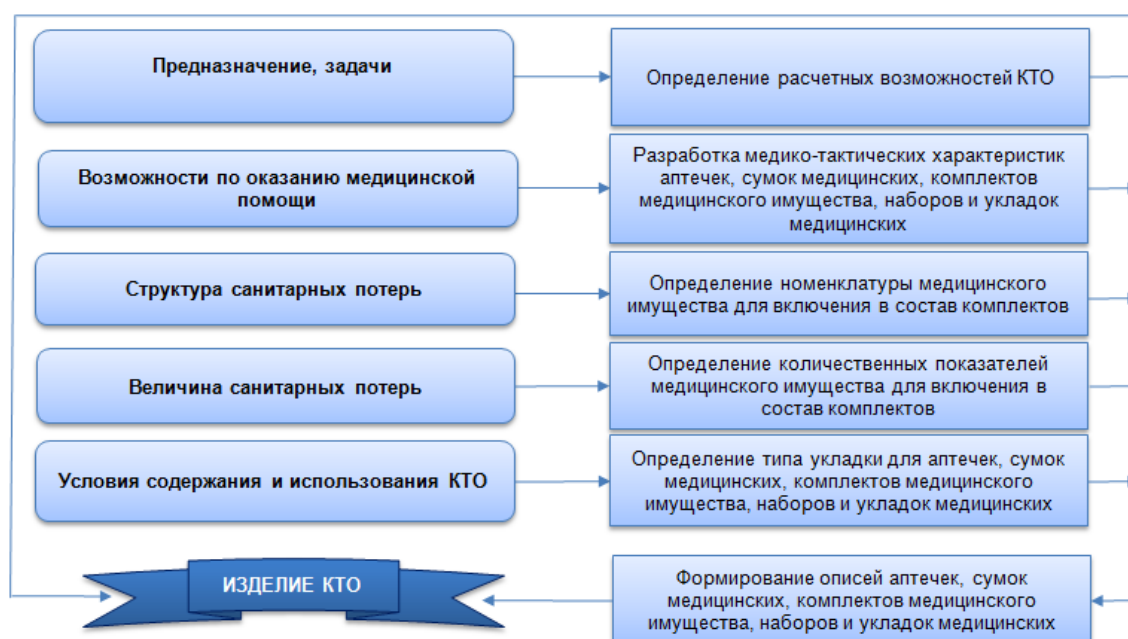 Предназначение, задачи
Определение расчетных возможностей КТО
Возможности по оказанию медицинской
помощи
Разработка медико-тактических характеристик
аптечек, сумок медицинских, комплектов
медицинского имущества, наборов и укладок
медицинских
Структура санитарных потерь
Определение номенклатуры медицинского
имущества для включения в состав комплектов
Величина санитарных потерь
Определение количественных показателей
медицинского имущества для включения в
состав комплектов
Условия содержания и использования КТО
Определение типа укладки для аптечек, сумок
медицинских, комплектов медицинского
имущества, наборов и укладок медицинских
ИЗДЕЛИЕ КТО
Формирование описей аптечек, сумок
медицинских, комплектов медицинского
имущества, наборов и укладок медицинских